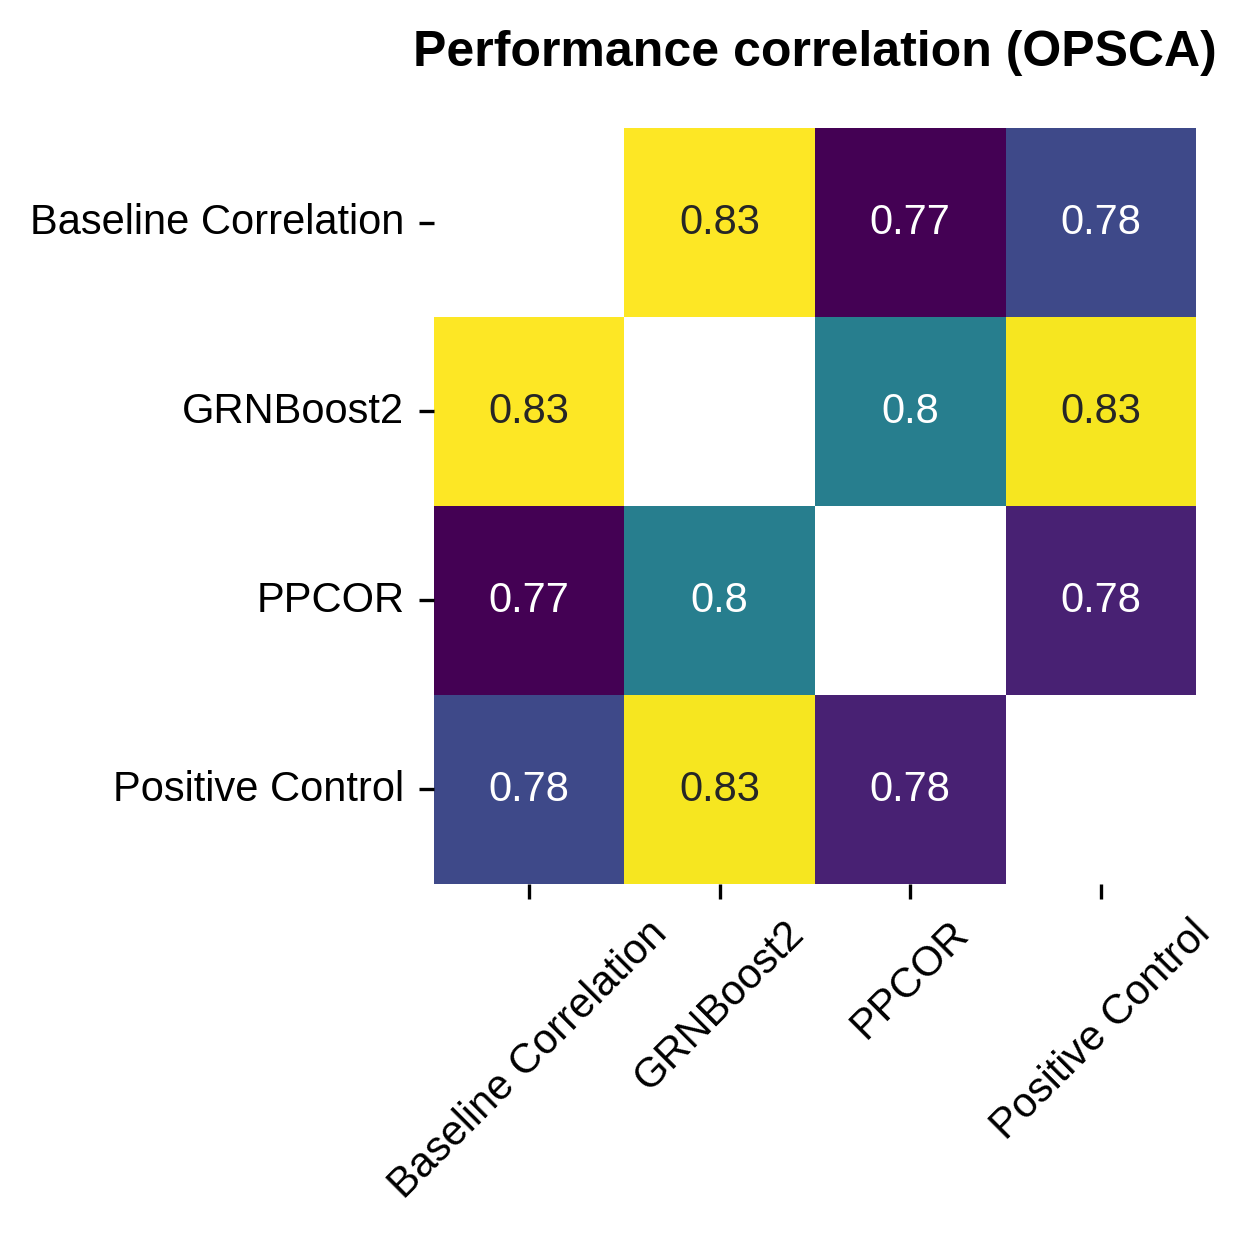 Performance correlation (OPSCA)
Baseline Correlation 0.83 0.77 0.78
GRNBoost2 0.83 0.8 0.83
PPCOR 0.77 0.8 0.78
Positive Control 0.78 0.83 0.78
Baseline Correlation GRNBoost2 PPCOR Positive Control